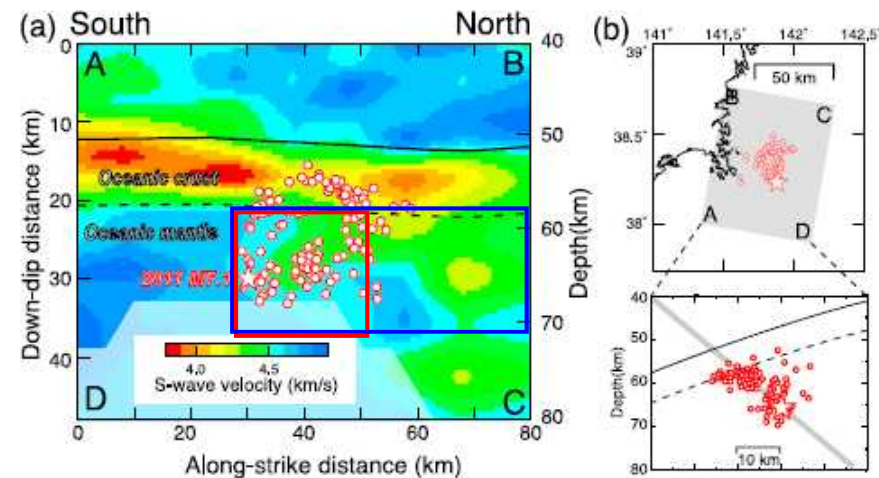 (a) South North
A B
0
10
20
30
40
Down-dip distance (km)
Oceanic crust
Oceanic mantle
2011 M7.1
4.0 4.5
S-wave velocity (km/s)
D C
0 20 40 60 80
Along-strike distance (km)
40
50
60
70
80
Depth(km)
(b)
141˚ 141.5˚ 142˚ 142.5˚
39˚
38.5˚
38˚
50 km
B
C
A
D
40
50
60
70
80
Depth(km)
10 km